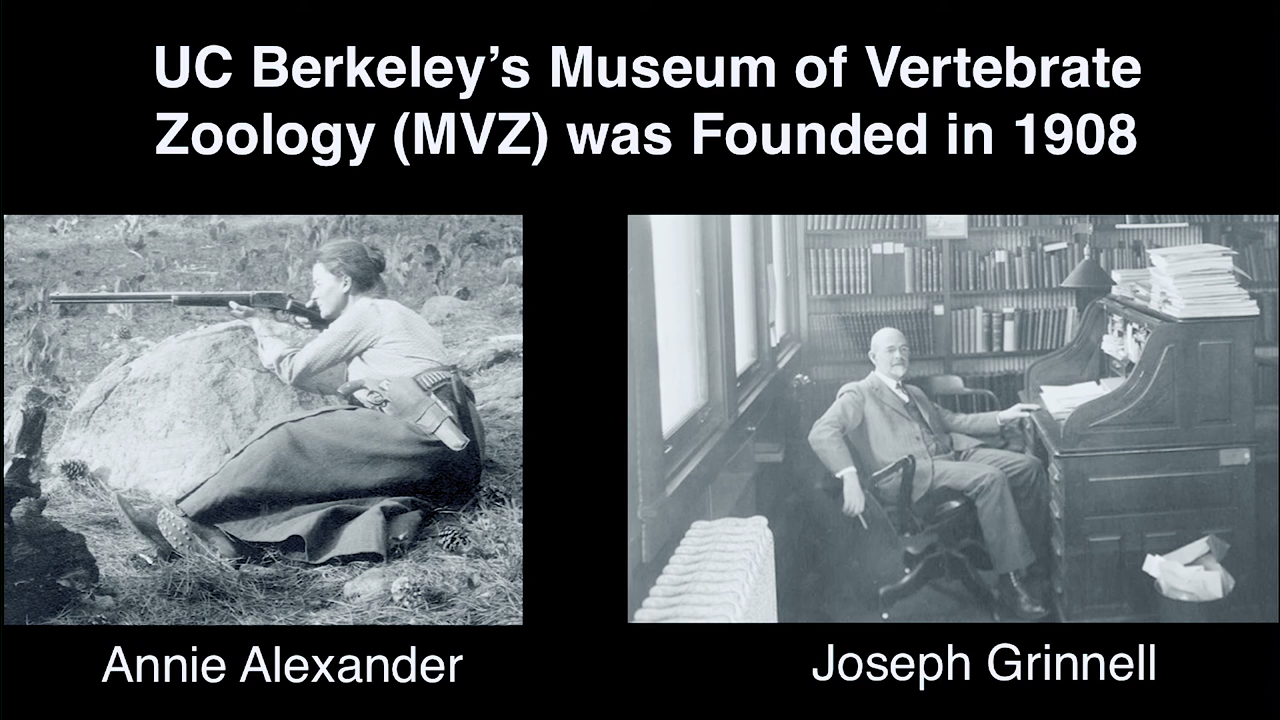 UC Berkeley’s Museum of Vertebrate
Zoology (MVZ) was Founded in 1908
Annie Alexander
Joseph Grinnell